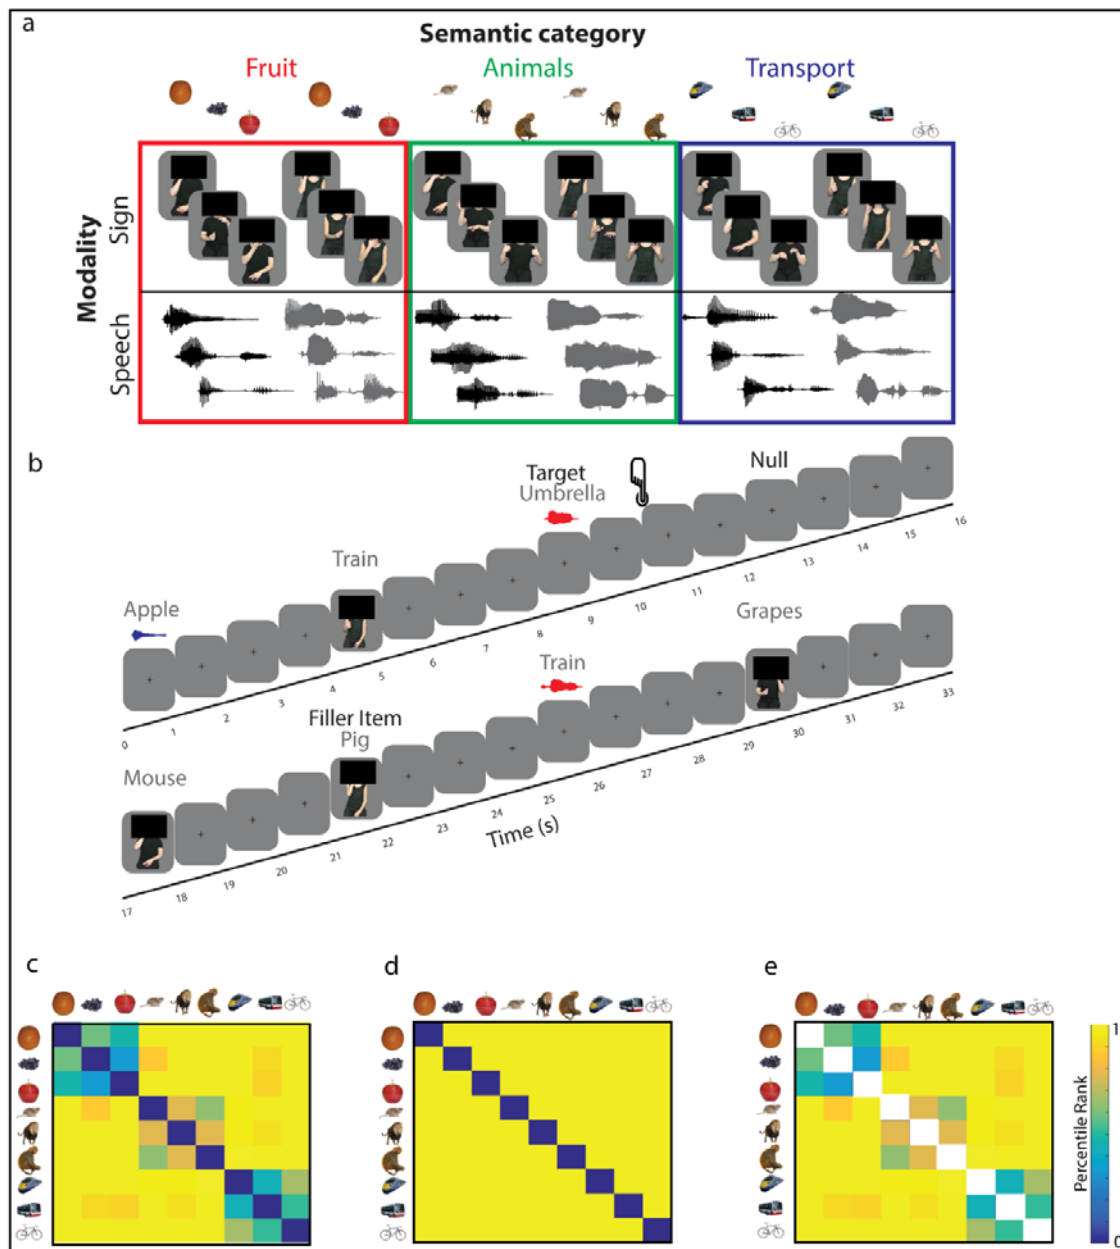 a
Semantic category
Fruit Animals Transport
Modality
Sign
Speech
b
Target
Umbrella
Null
Train
Apple
0 1 2 3 4 5 6 7 8 9 10 11 12 13 14 15 16
Grapes
Train
Filler Item
Pig
Mouse
17 18 19 20 21 22 23 24 25 26 27 28 29 30 31 32 33
Time (s)
c d e
1
Percentile Rank
0